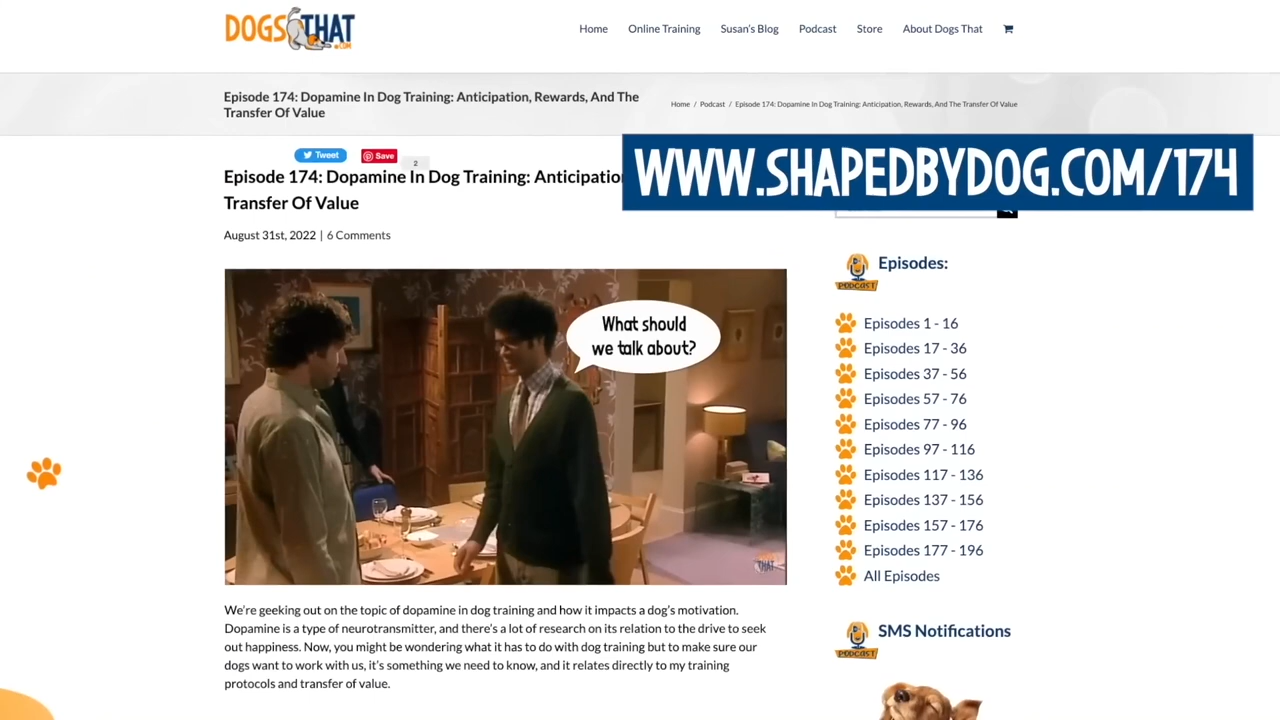 DOGS THAT
.COM
Home
Online Training
Susan's Blog
Podcast
Store
About Dogs That
Episode 174: Dopamine In Dog Training: Anticipation, Rewards, And The
Transfer Of Value
Home / Podcast / Episode 174: Dopamine In Dog Training: Anticipation, Rewards, And The Transfer Of Value
WWW.SHAPEDBYDOG.COM/174
Tweet
Save
2
Episode 174: Dopamine In Dog Training: Anticipatio
Transfer Of Value
August 31st, 2022 | 6 Comments
What should
we talk about?
THAT
We're geeking out on the topic of dopamine in dog training and how it impacts a dog's motivation.
Dopamine is a type of neurotransmitter, and there's a lot of research on its relation to the drive to seek
out happiness. Now, you might be wondering what it has to do with dog training but to make sure our
dogs want to work with us, it's something we need to know, and it relates directly to my training
protocols and transfer of value.
PODCAST
Episodes:
Episodes 1 - 16
Episodes 17 - 36
Episodes 37 - 56
Episodes 57 - 76
Episodes 77 - 96
Episodes 97 - 116
Episodes 117 - 136
Episodes 137 - 156
Episodes 157 - 176
Episodes 177 - 196
All Episodes
PODCAST
SMS Notifications